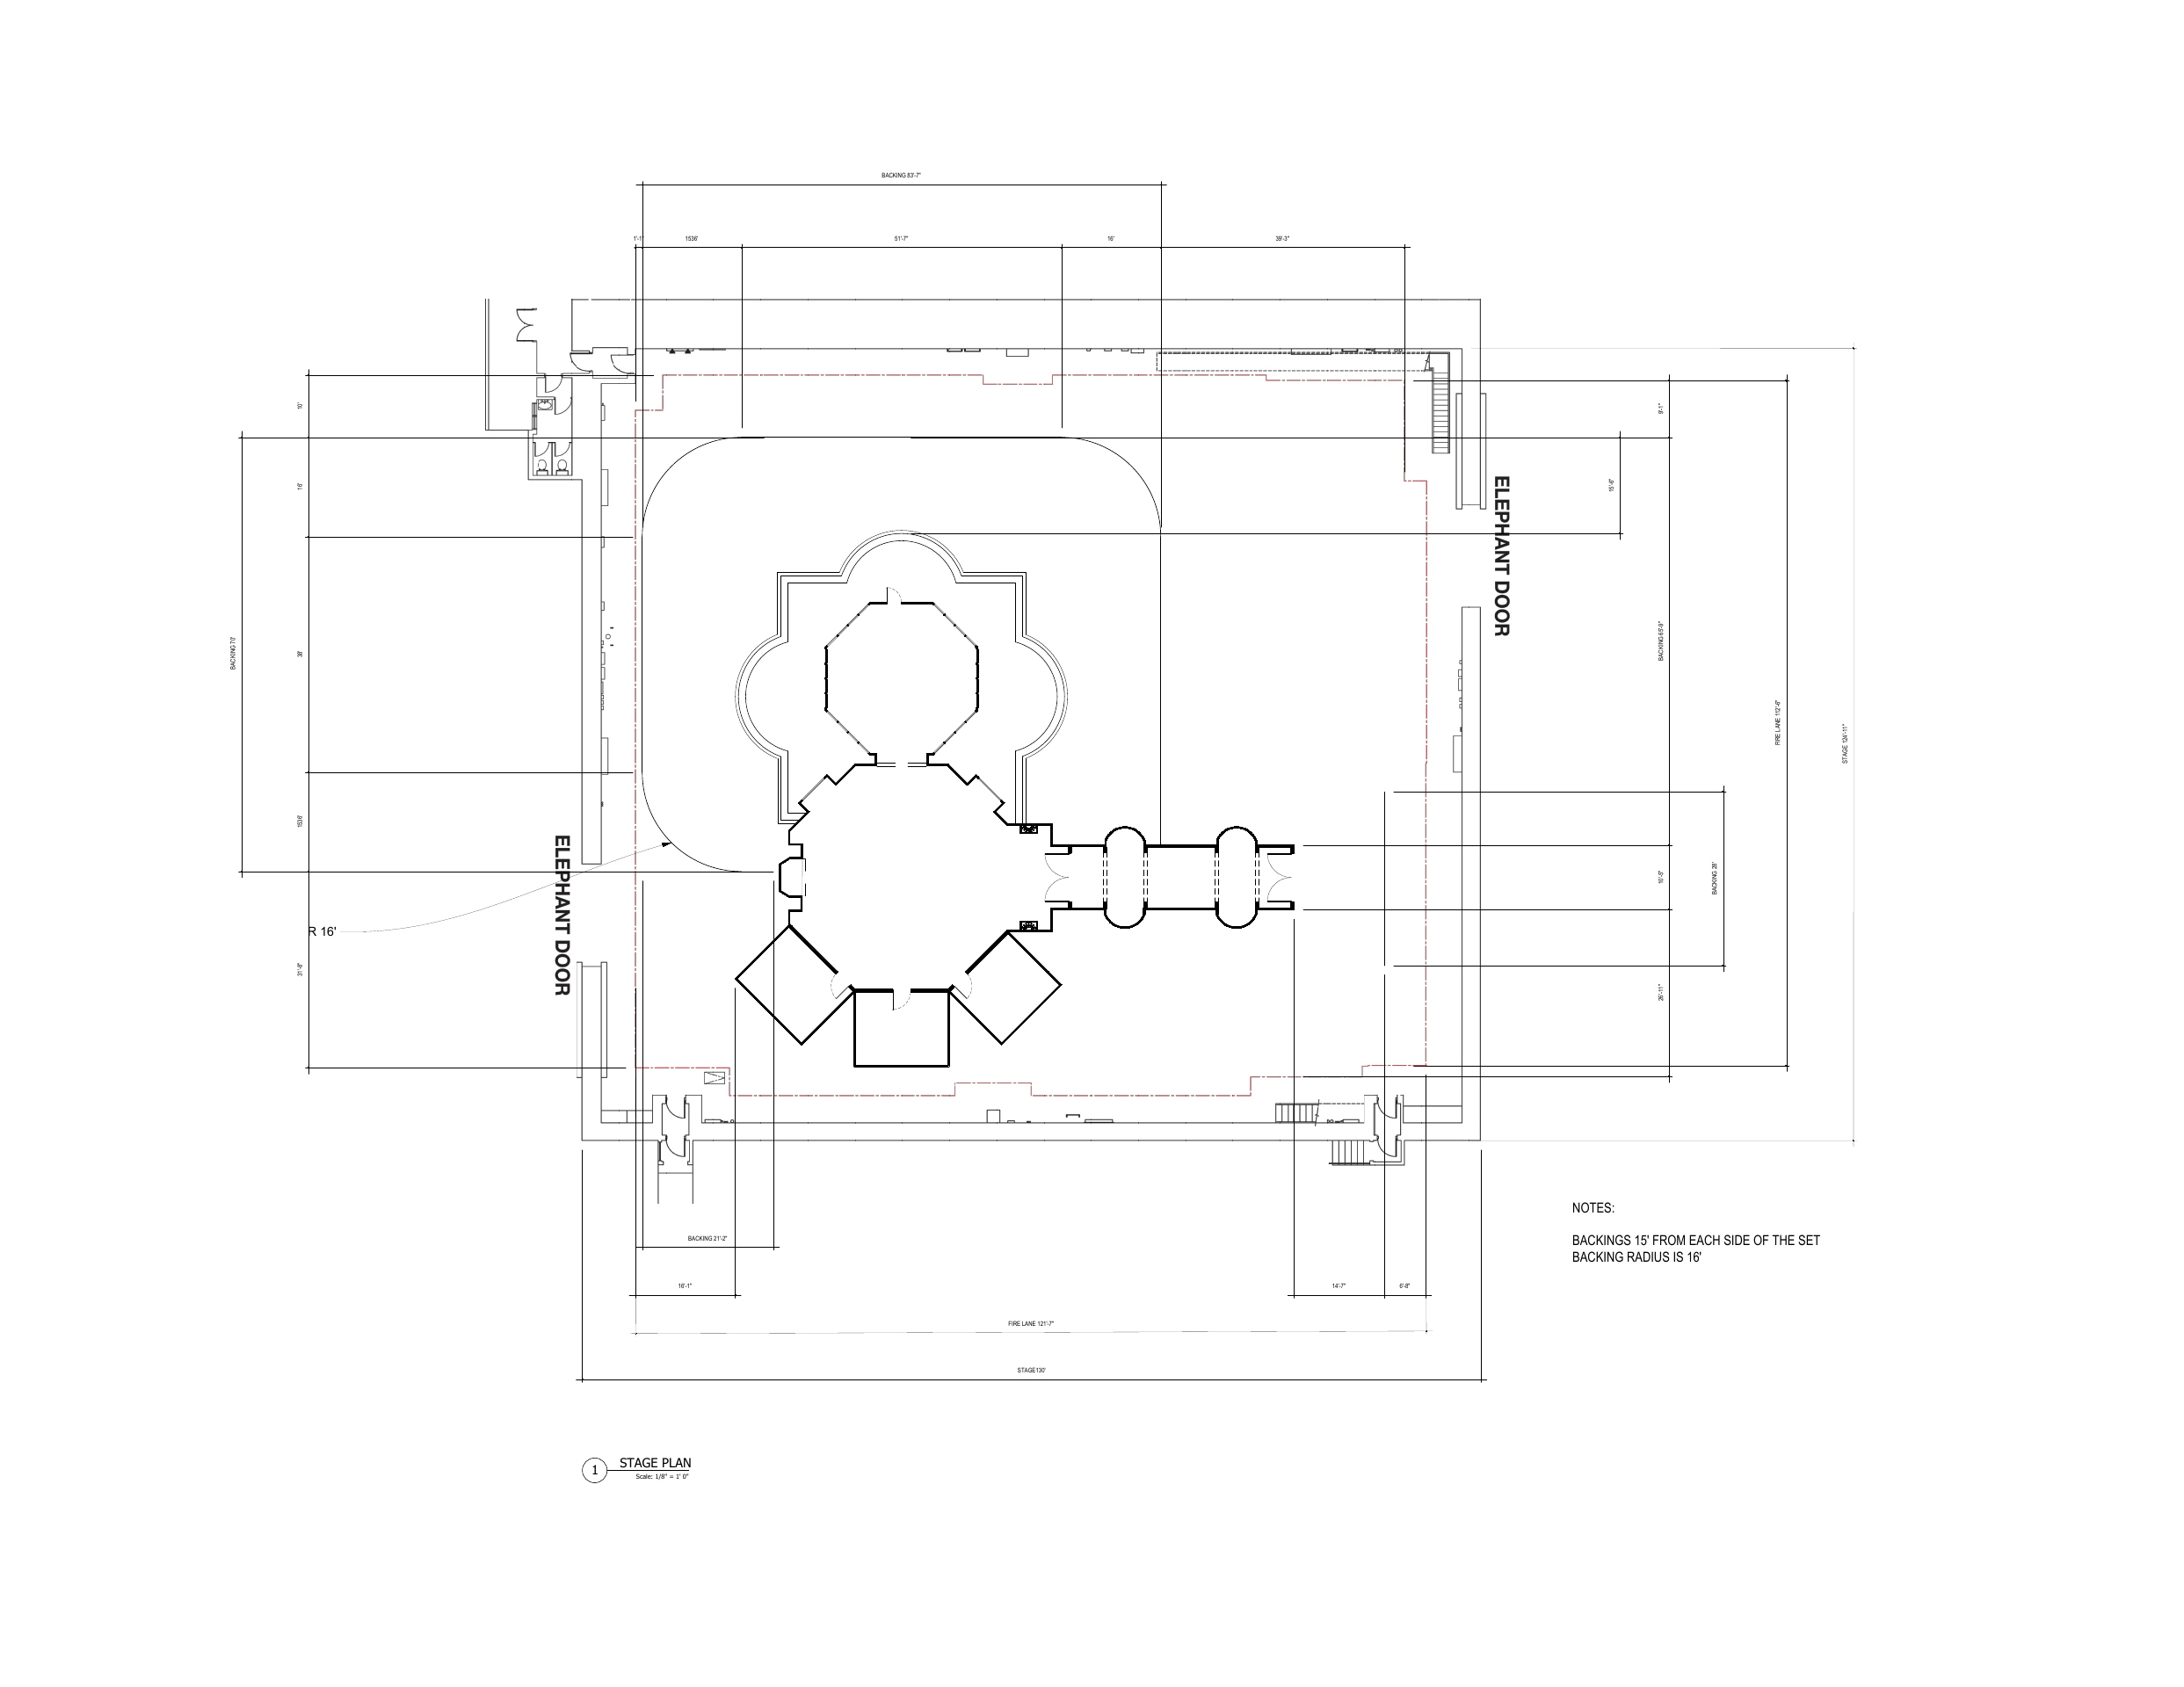 BACKING 83'-7"
1'-1"
1536'
51'-7"
16'
39'-3"
10'
16'
38'
1536'
31'-9"
BACKING 70'
R 16'
ELEPHANT DOOR
ELEPHANT DOOR
9'-1"
15'-6"
BACKING 65'-9"
10'-5"
26'-11"
BACKING 28'
FIRE LANE 112'-6"
STAGE 124'-11"
BACKING 21'-2"
16'-1"
14'-7"
6'-8"
FIRE LANE 121'-7"
STAGE130'
NOTES:
BACKINGS 15' FROM EACH SIDE OF THE SET
BACKING RADIUS IS 16'
1
STAGE PLAN
Scale: 1/8" = 1' 0"